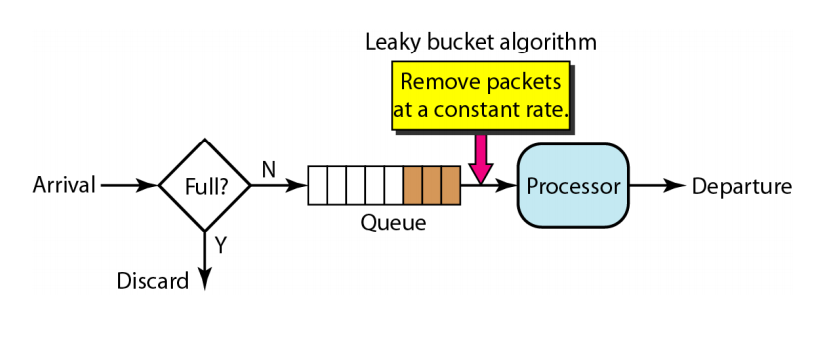 Leaky bucket algorithm
Remove packets
at a constant rate.
Arrival
Full?
N
Queue
Processor
Departure
Y
Discard